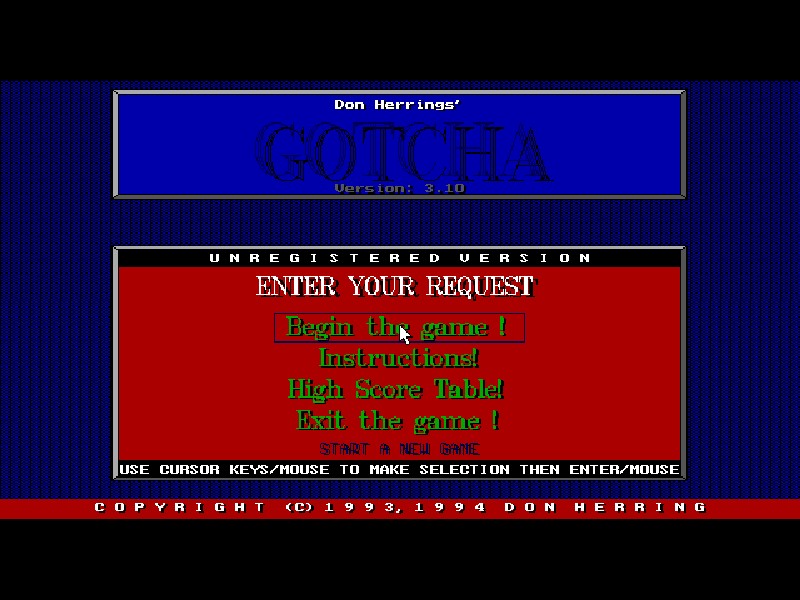 Don Herrings'
GOTCHA
Version: 3.10
UNREGISTERED VERSION
ENTER YOUR REQUEST
Begin the game !
Instructions!
High Score Table!
Exit the game !
START A NEW GAME
USE CURSOR KEYS/MOUSE TO MAKE SELECTION THEN ENTER/MOUSE
COPYRIGHT (C) 1993,1994 DON HERRING